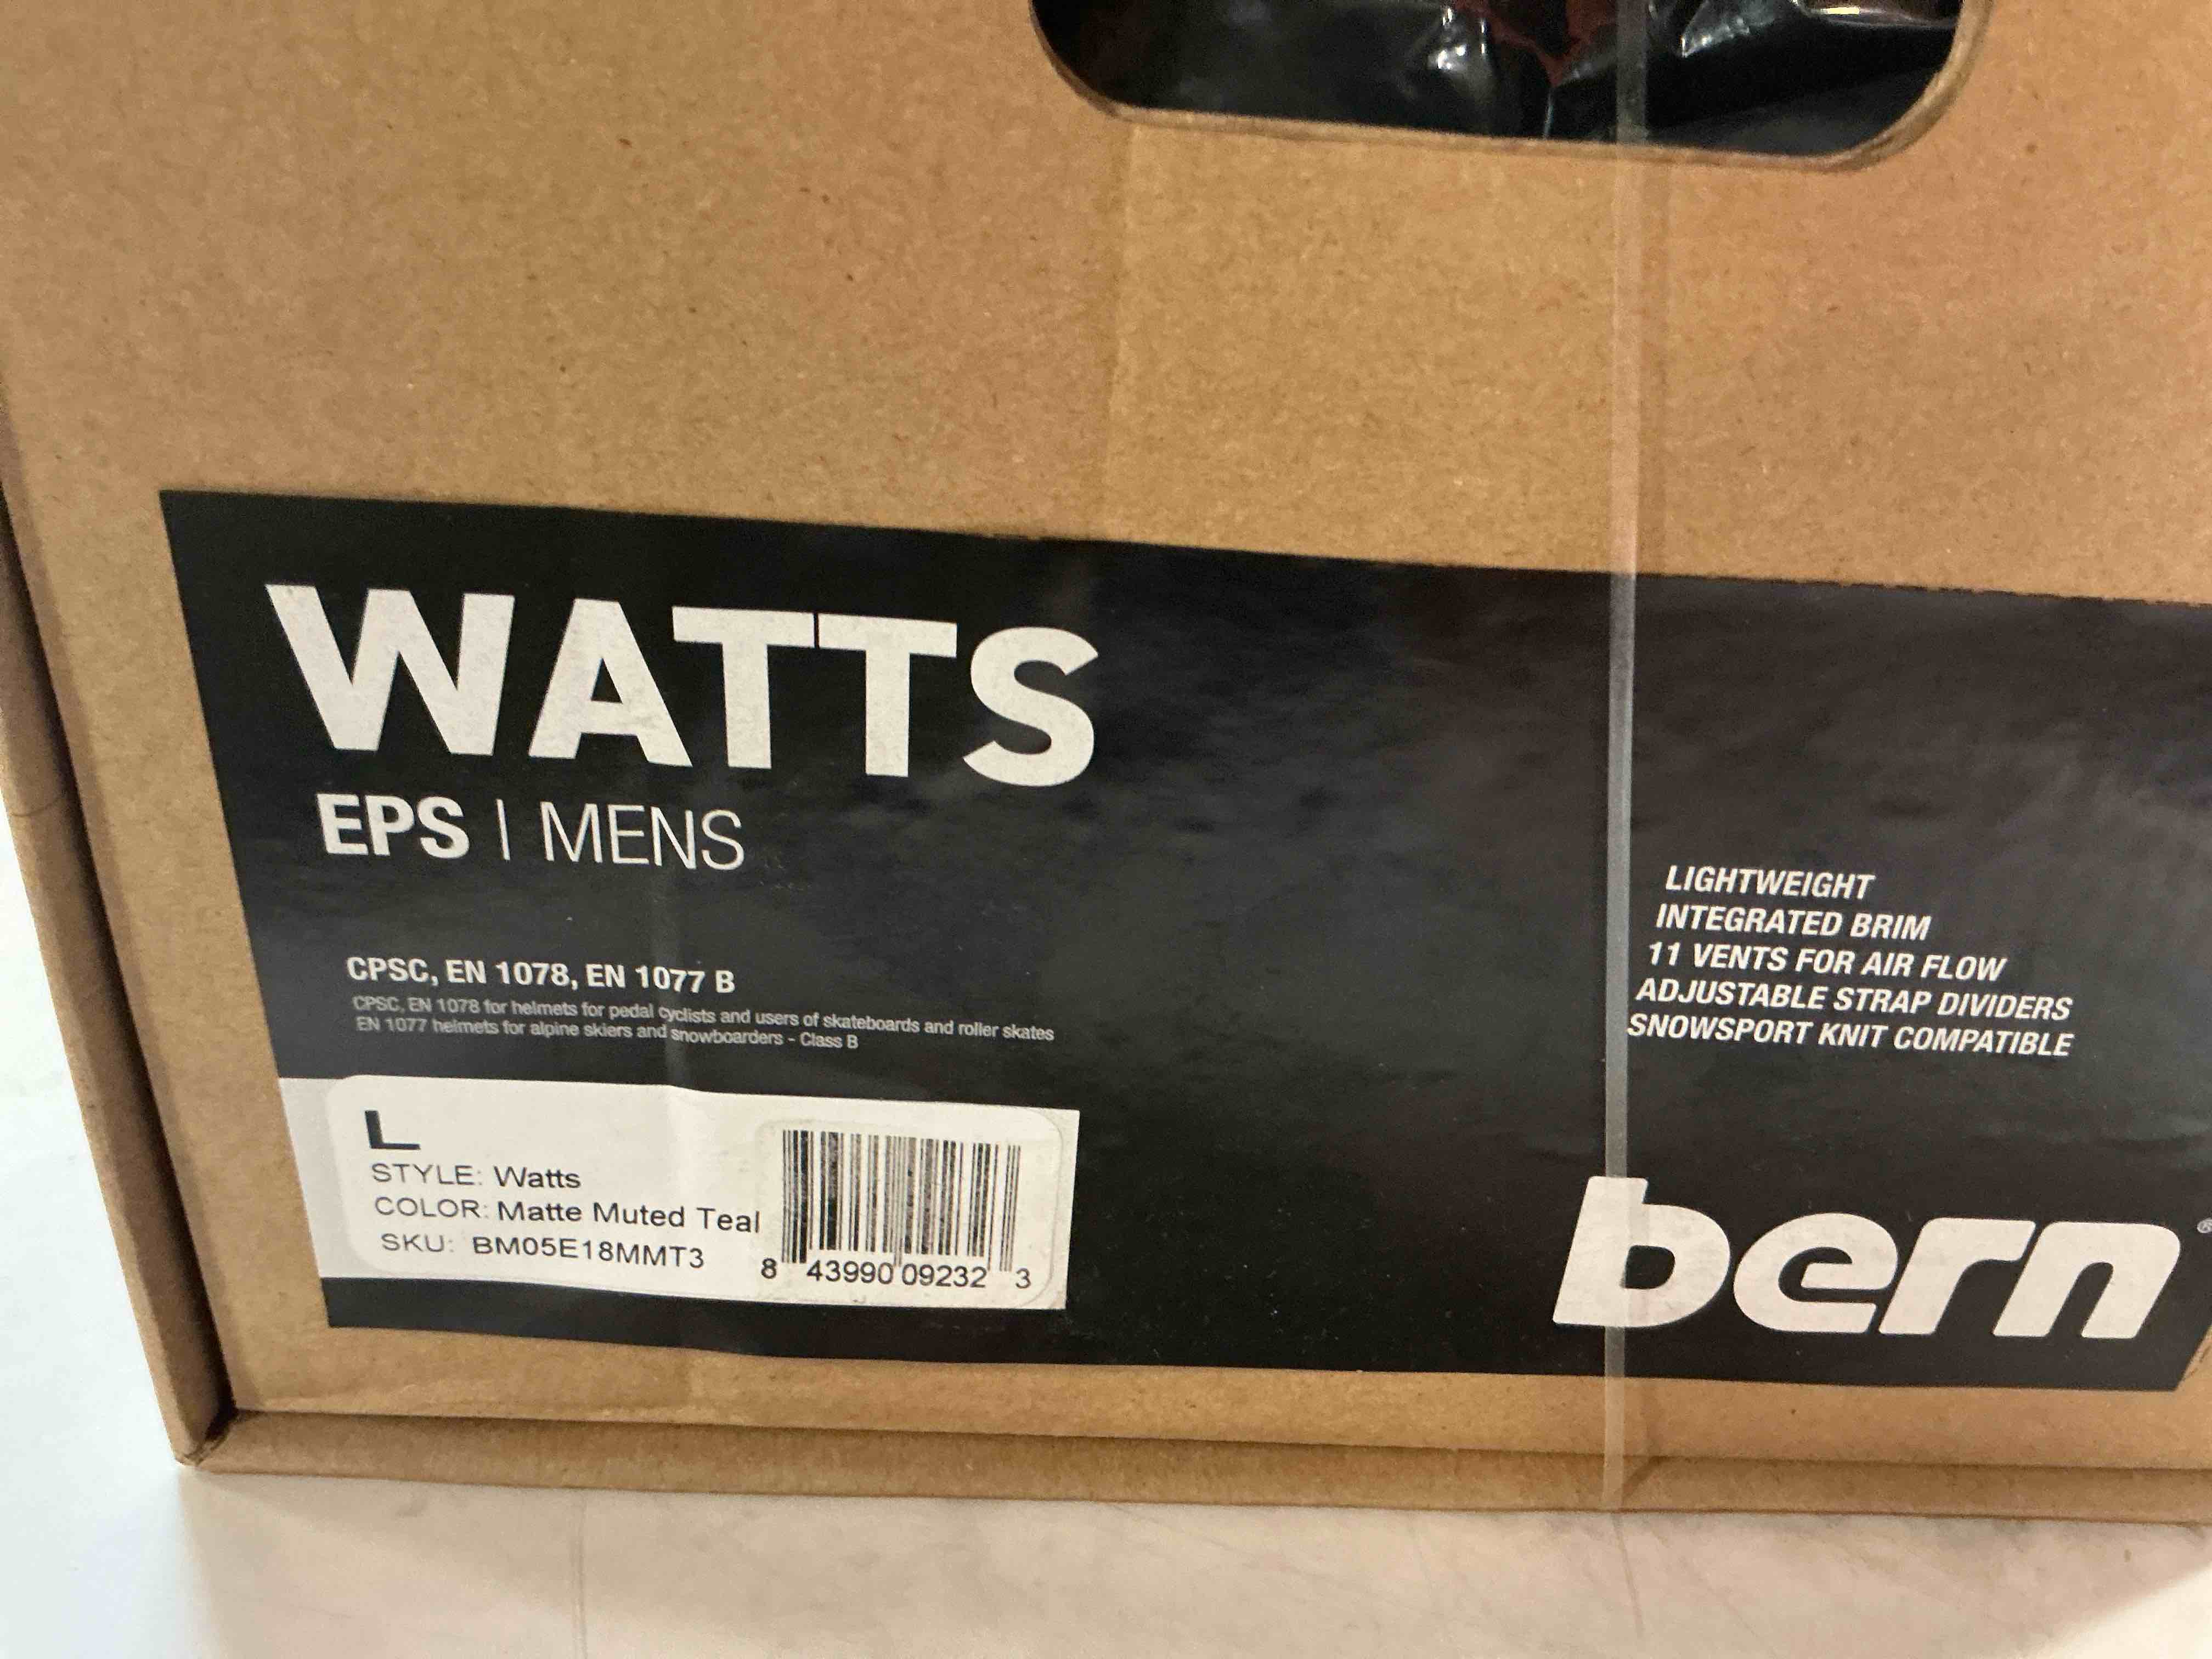 WATTS
EPS | MENS
CPSC, EN 1078, EN 1077 B
CPSC, EN 1078 for helmets for pedal cyclists and users of skateboards and roller skates
EN 1077 helmets for alpine skiers and snowboarders - Class B
L
STYLE: Watts
COLOR: Matte Muted Teal
SKU: BM05E18MMT3
8 43990 09232 3
LIGHTWEIGHT
INTEGRATED BRIM
11 VENTS FOR AIR FLOW
ADJUSTABLE STRAP DIVIDERS
SNOWSPORT KNIT COMPATIBLE
bern®